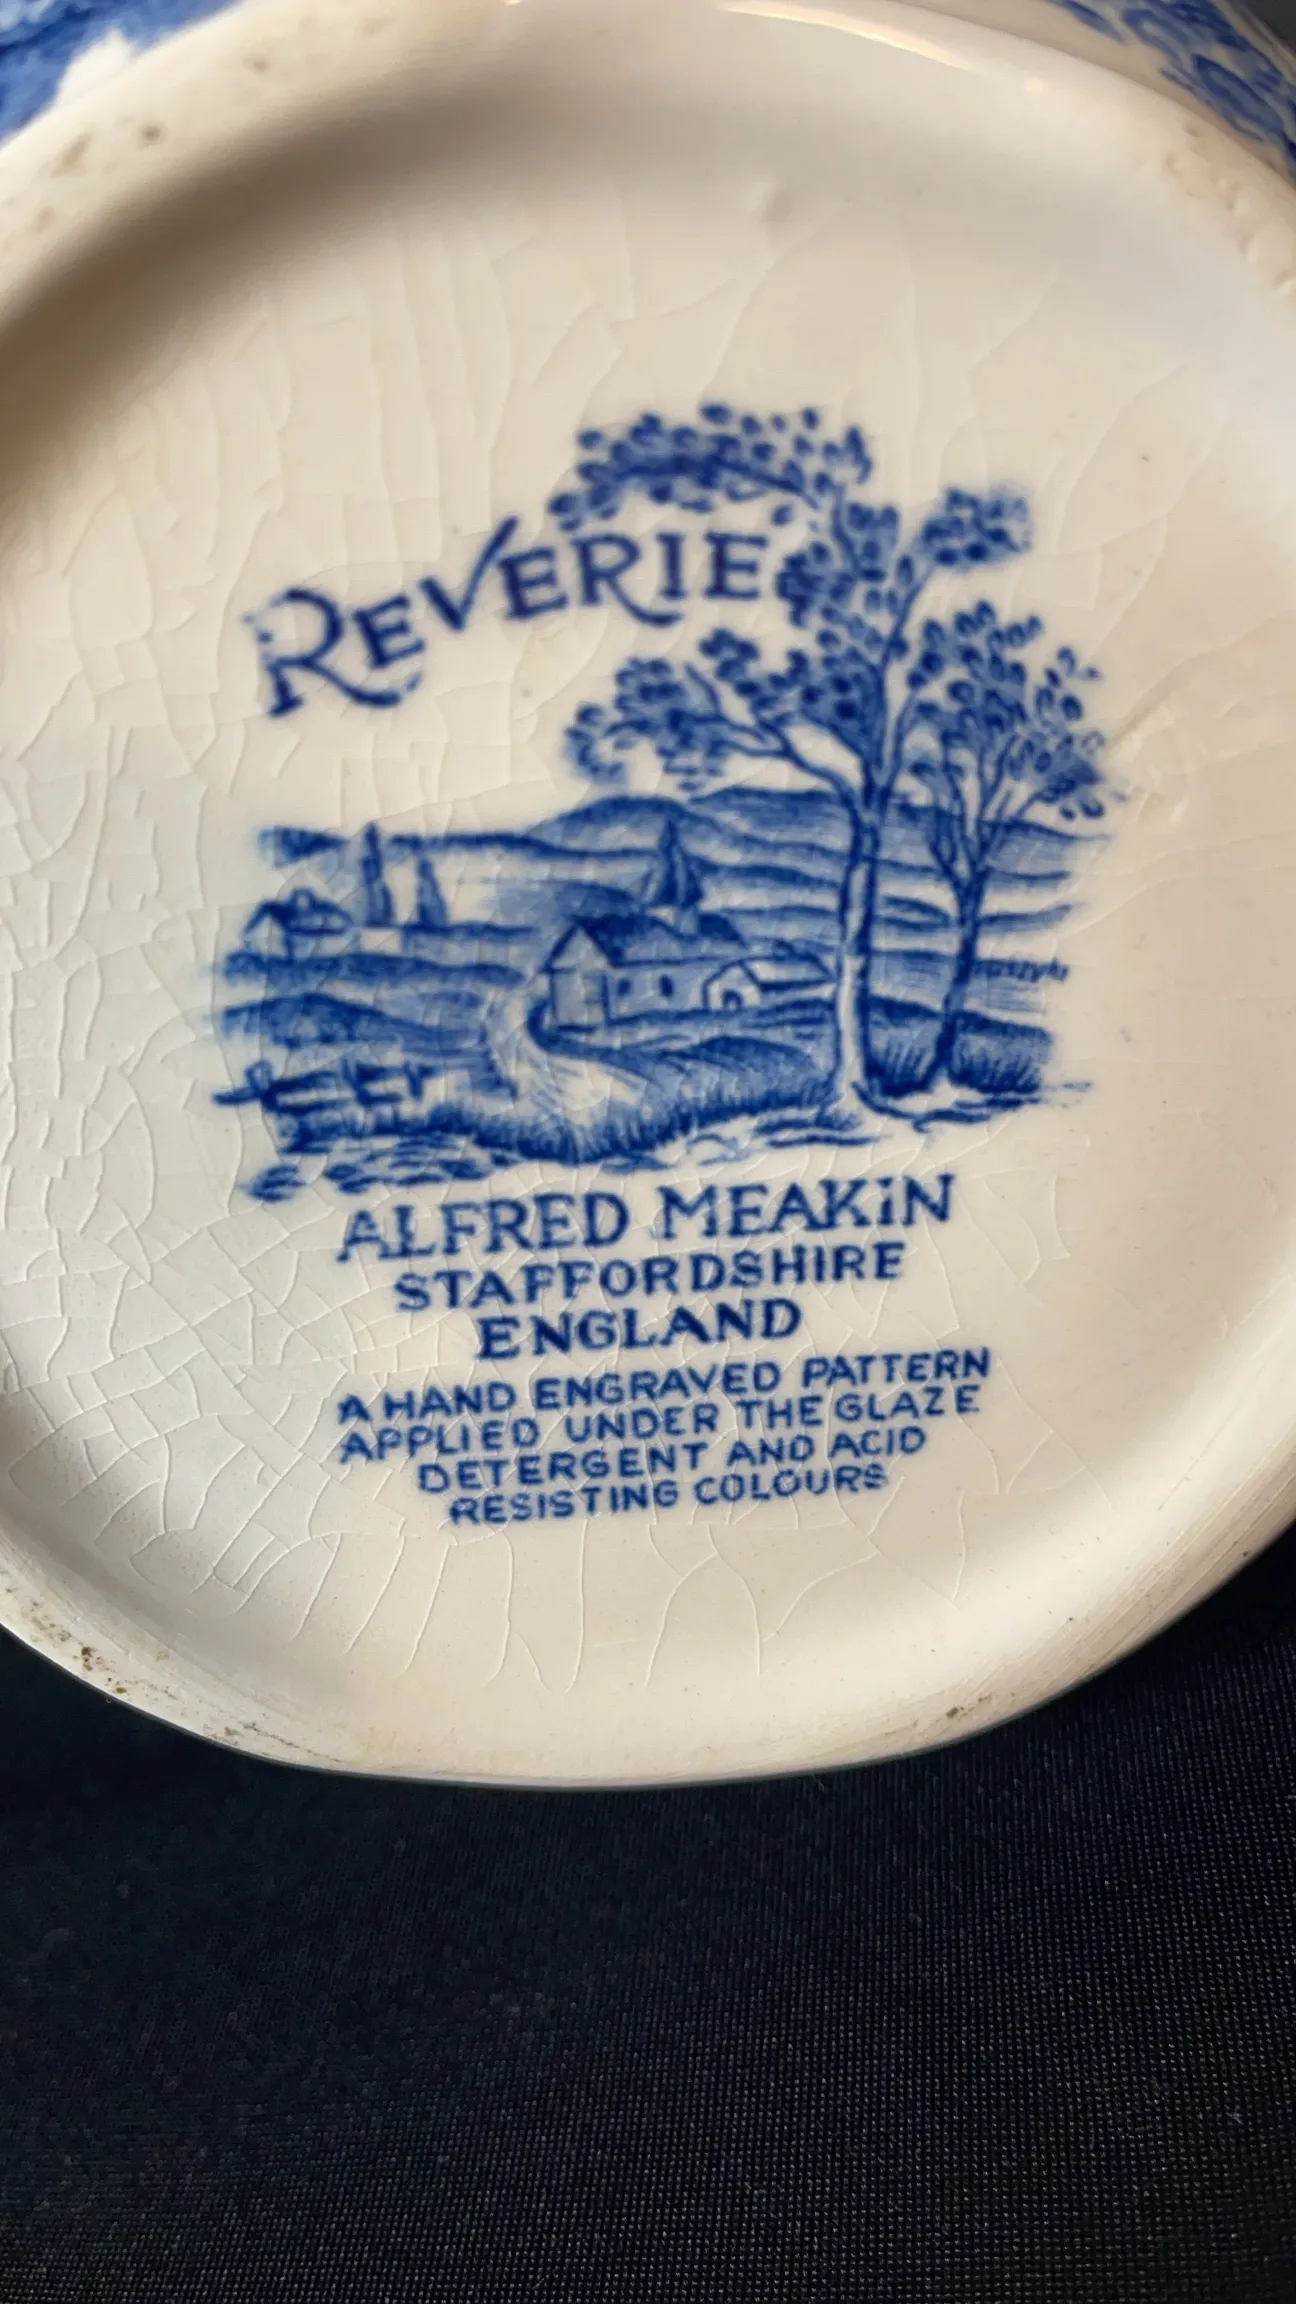 REVERIE
ALFRED MEAKiN
STAFFORDSHIRE
ENGLAND
A HAND ENGRAVED PATTERN
APPLIED UNDER THE GLAZE
DETERGENT AND ACID
RESISTING COLOURS